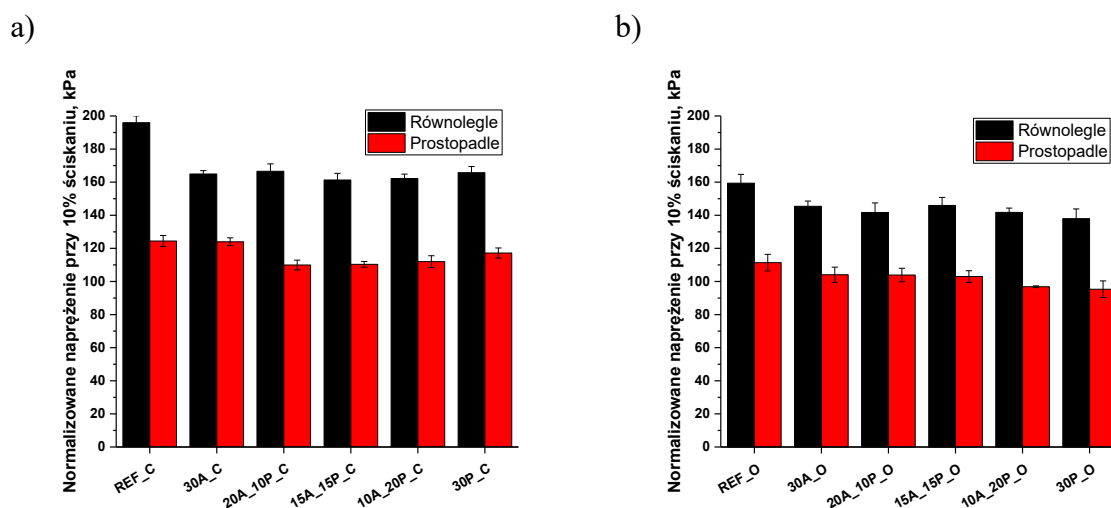 a)
Normalizowane naprężenie przy 10% ściskaniu, kPa
200
180
160
140
120
100
80
60
40
20
0
Równolegle
Prostopadle
REF_C
30A_C
20A_10P_C
15A_15P_C
10A_20P_C
30P_C
b)
Normalizowane naprężenie przy 10% ściskaniu, kPa
200
180
160
140
120
100
80
60
40
20
0
Równolegle
Prostopadle
REF_O
30A_O
20A_10P_O
15A_15P_O
10A_20P_O
30P_O